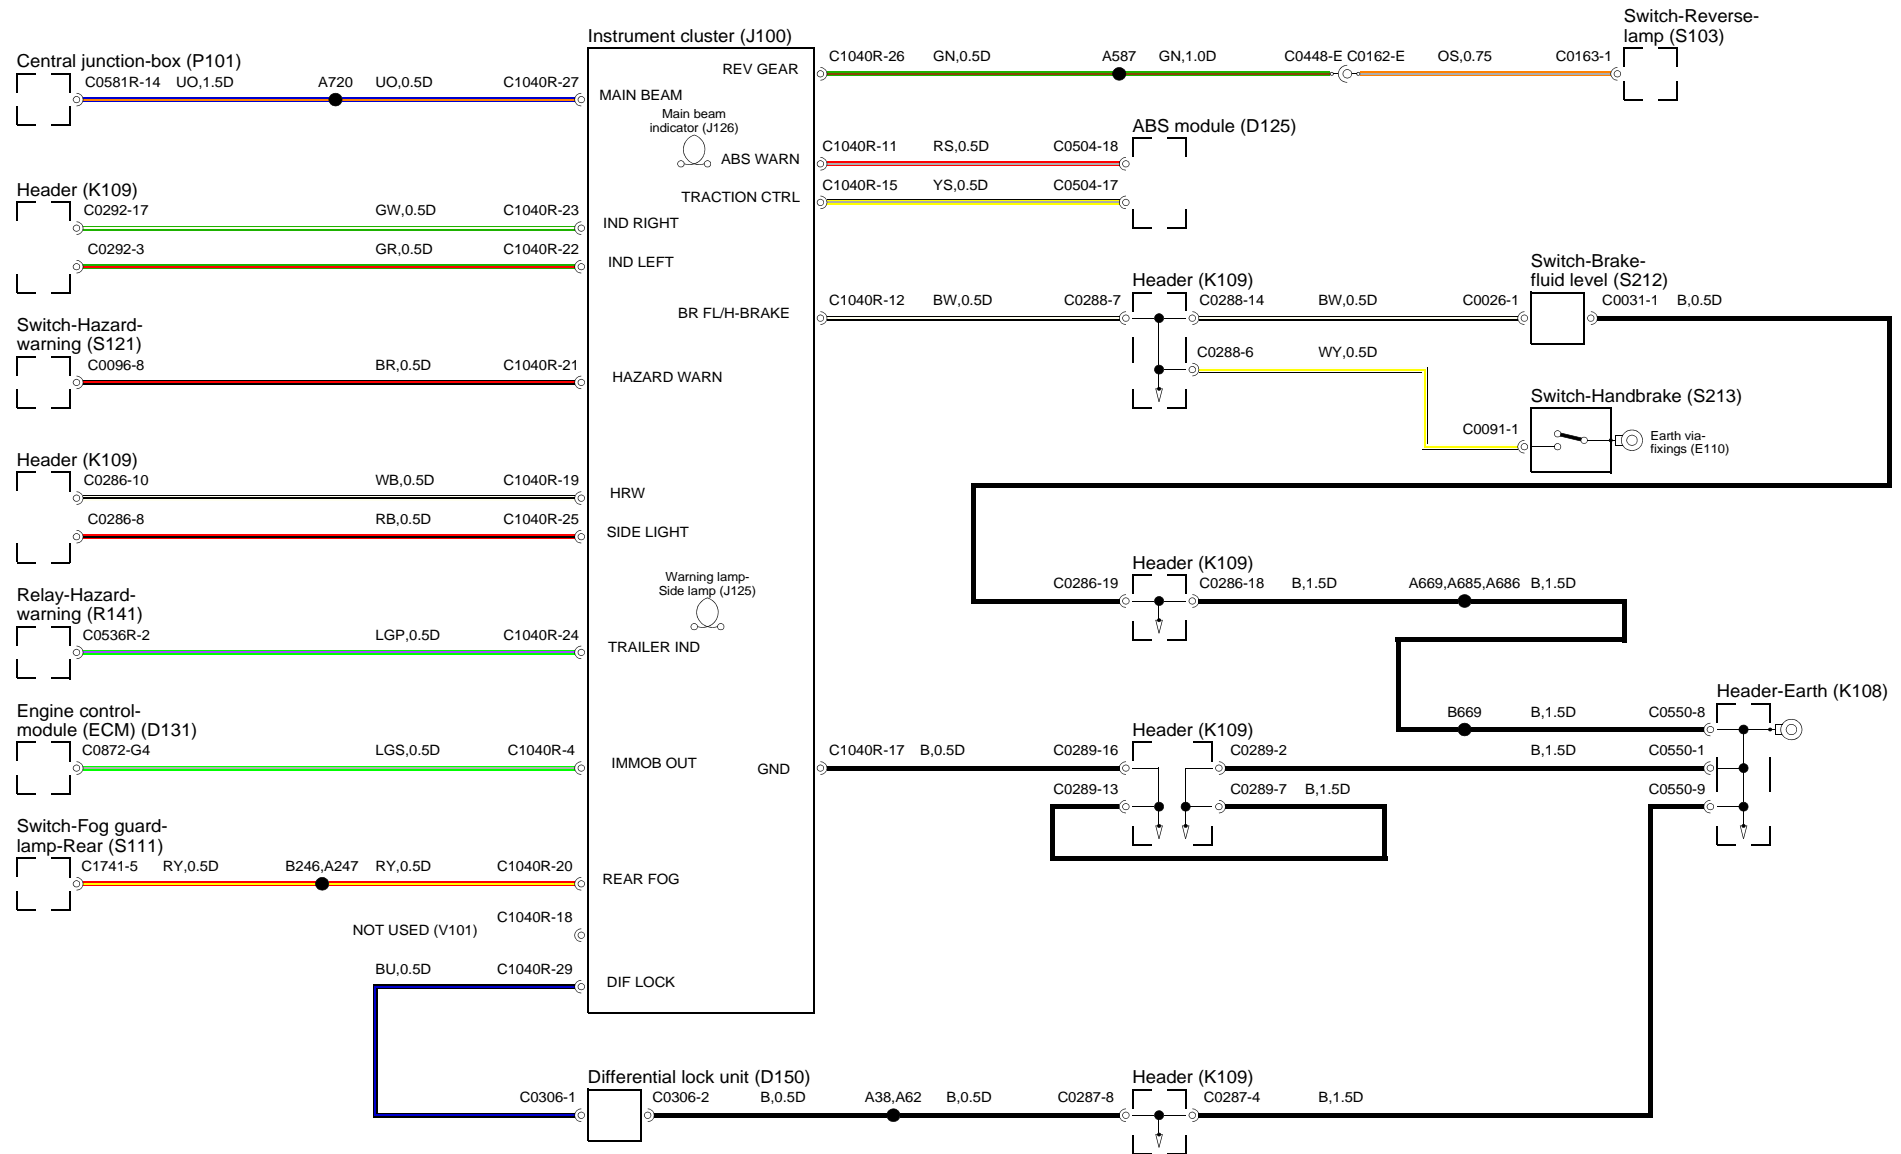 Switch-Reverse-
lamp (S103)
Instrument cluster (J100)
Central junction-box (P101)
C0581R-14 UO,1.5D A720 UO,0.5D C1040R-27
MAIN BEAM
Main beam
indicator (J126)
REV GEAR
C1040R-26 GN,0.5D A587 GN,1.0D C0448-E C0162-E OS,0.75 C0163-1
ABS module (D125)
ABS WARN
C1040R-11 RS,0.5D C0504-18
TRACTION CTRL
C1040R-15 YS,0.5D C0504-17
Header (K109)
C0292-17 GW,0.5D C1040R-23
IND RIGHT
C0292-3 GR,0.5D C1040R-22
IND LEFT
Switch-Brake-
fluid level (S212)
Header (K109)
BR FL/H-BRAKE
C1040R-12 BW,0.5D C0288-7 C0288-14 BW,0.5D C0026-1 C0031-1 B,0.5D
C0288-6 WY,0.5D
Switch-Hazard-
warning (S121)
C0096-8 BR,0.5D C1040R-21
HAZARD WARN
Switch-Handbrake (S213)
C0091-1
Earth via-
fixings (E110)
Header (K109)
C0286-10 WB,0.5D C1040R-19
HRW
C0286-8 RB,0.5D C1040R-25
SIDE LIGHT
Warning lamp-
Side lamp (J125)
Header (K109)
C0286-19 C0286-18 B,1.5D A669,A685,A686 B,1.5D
Relay-Hazard-
warning (R141)
C0536R-2 LGP,0.5D C1040R-24
TRAILER IND
Header-Earth (K108)
B669 B,1.5D C0550-8
Engine control-
module (ECM) (D131)
C0872-G4 LGS,0.5D C1040R-4
IMMOB OUT
GND
Header (K109)
C1040R-17 B,0.5D C0289-16 C0289-2 B,1.5D C0550-1
C0289-13 C0289-7 B,1.5D C0550-9
Switch-Fog guard-
lamp-Rear (S111)
C1741-5 RY,0.5D B246,A247 RY,0.5D C1040R-20
REAR FOG
C1040R-18
NOT USED (V101)
BU,0.5D C1040R-29
DIF LOCK
Differential lock unit (D150)
Header (K109)
C0306-1 C0306-2 B,0.5D A38,A62 B,0.5D C0287-8 C0287-4 B,1.5D